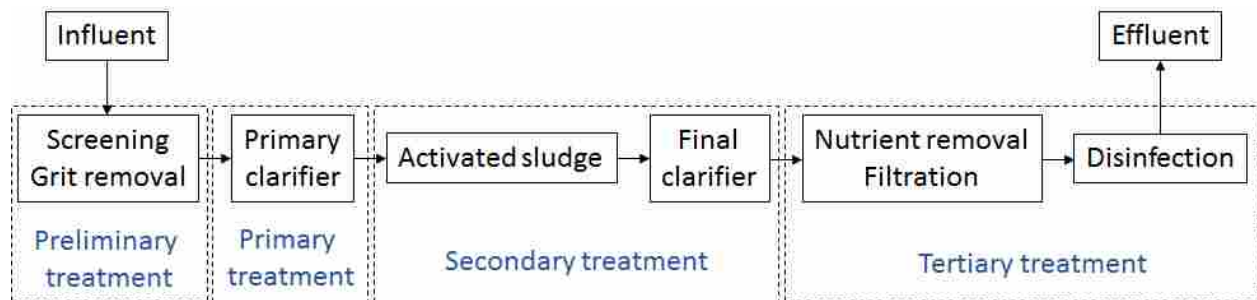 Influent
Effluent
Screening
Grit removal
Primary
clarifier
Activated sludge
Final
clarifier
Nutrient removal
Filtration
Disinfection
Preliminary
treatment
Primary
treatment
Secondary treatment
Tertiary treatment